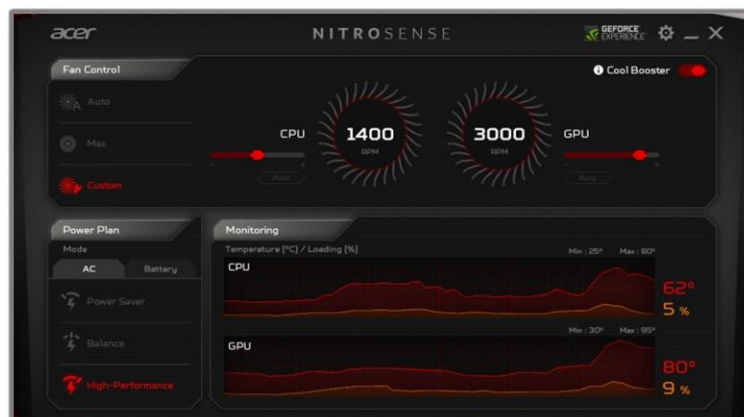 acer
NITROSENSE
GEFORCE
EXPERIENCE
Fan Control
Cool Booster
Auto
Max
Custom
CPU
1400
RPM
Auto
3000
RPM
GPU
Auto
Power Plan
Mode
AC
Battery
Power Saver
Balance
High-Performance
Monitoring
Temperature (°C) / Loading [%]
Min : 25° Max : 80°
CPU
62°
5 %
Min : 30° Max : 95°
GPU
80°
9 %